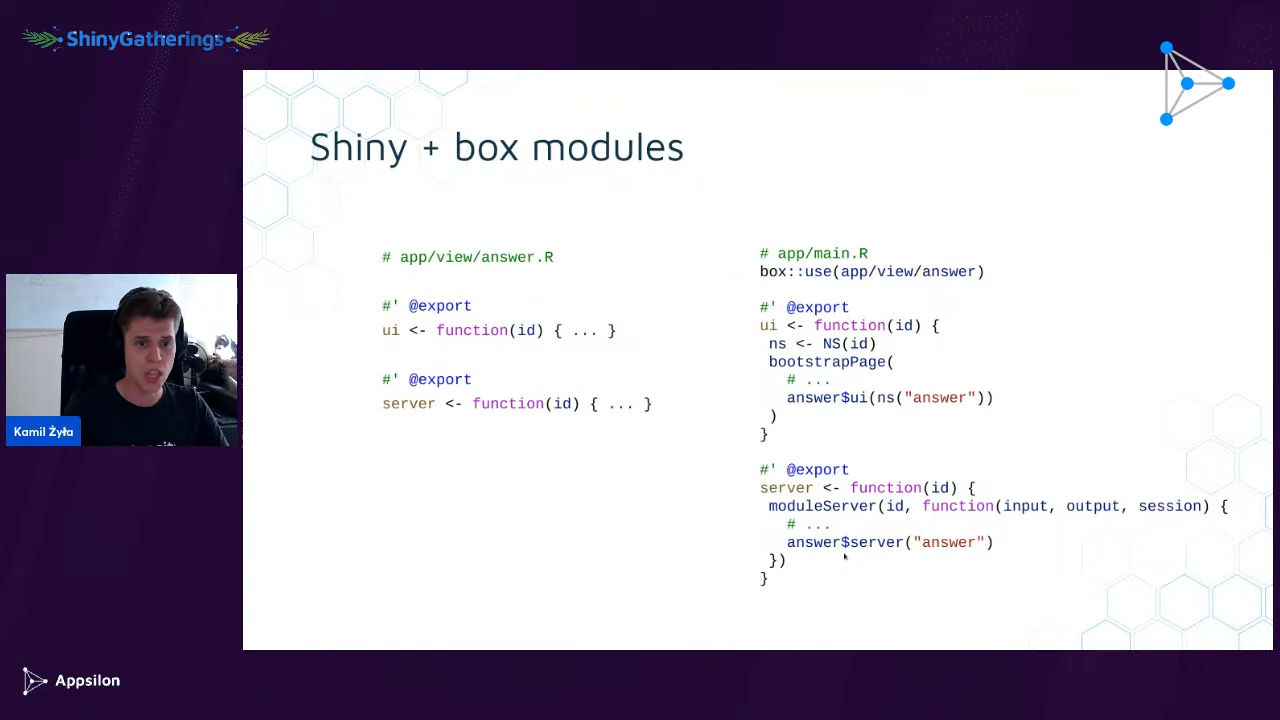 ShinyGatherings
Shiny + box modules
# app/view/answer.R
#' @export
ui <- function(id) { ... }
#' @export
server <- function(id) { ... }
# app/main.R
box::use(app/view/answer)
#' @export
ui <- function(id) {
ns <- NS(id)
bootstrapPage(
# ...
answer$ui(ns("answer"))
)
}
#' @export
server <- function(id) {
moduleServer(id, function(input, output, session) {
# ...
answer$server("answer")
})
}
Kamil Żyła
Appsilon